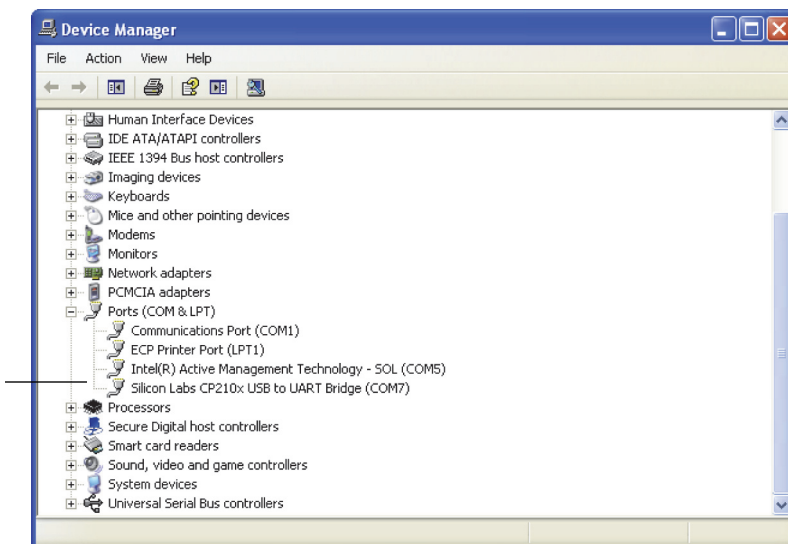 Device Manager
File Action View Help
Human Interface Devices
IDE ATA/ATAPI controllers
IEEE 1394 Bus host controllers
Imaging devices
Keyboards
Mice and other pointing devices
Modems
Monitors
Network adapters
PCMCIA adapters
Ports (COM & LPT)
Communications Port (COM1)
ECP Printer Port (LPT1)
Intel(R) Active Management Technology - SOL (COM5)
Silicon Labs CP210x USB to UART Bridge (COM7)
Processors
Secure Digital host controllers
Smart card readers
Sound, video and game controllers
System devices
Universal Serial Bus controllers